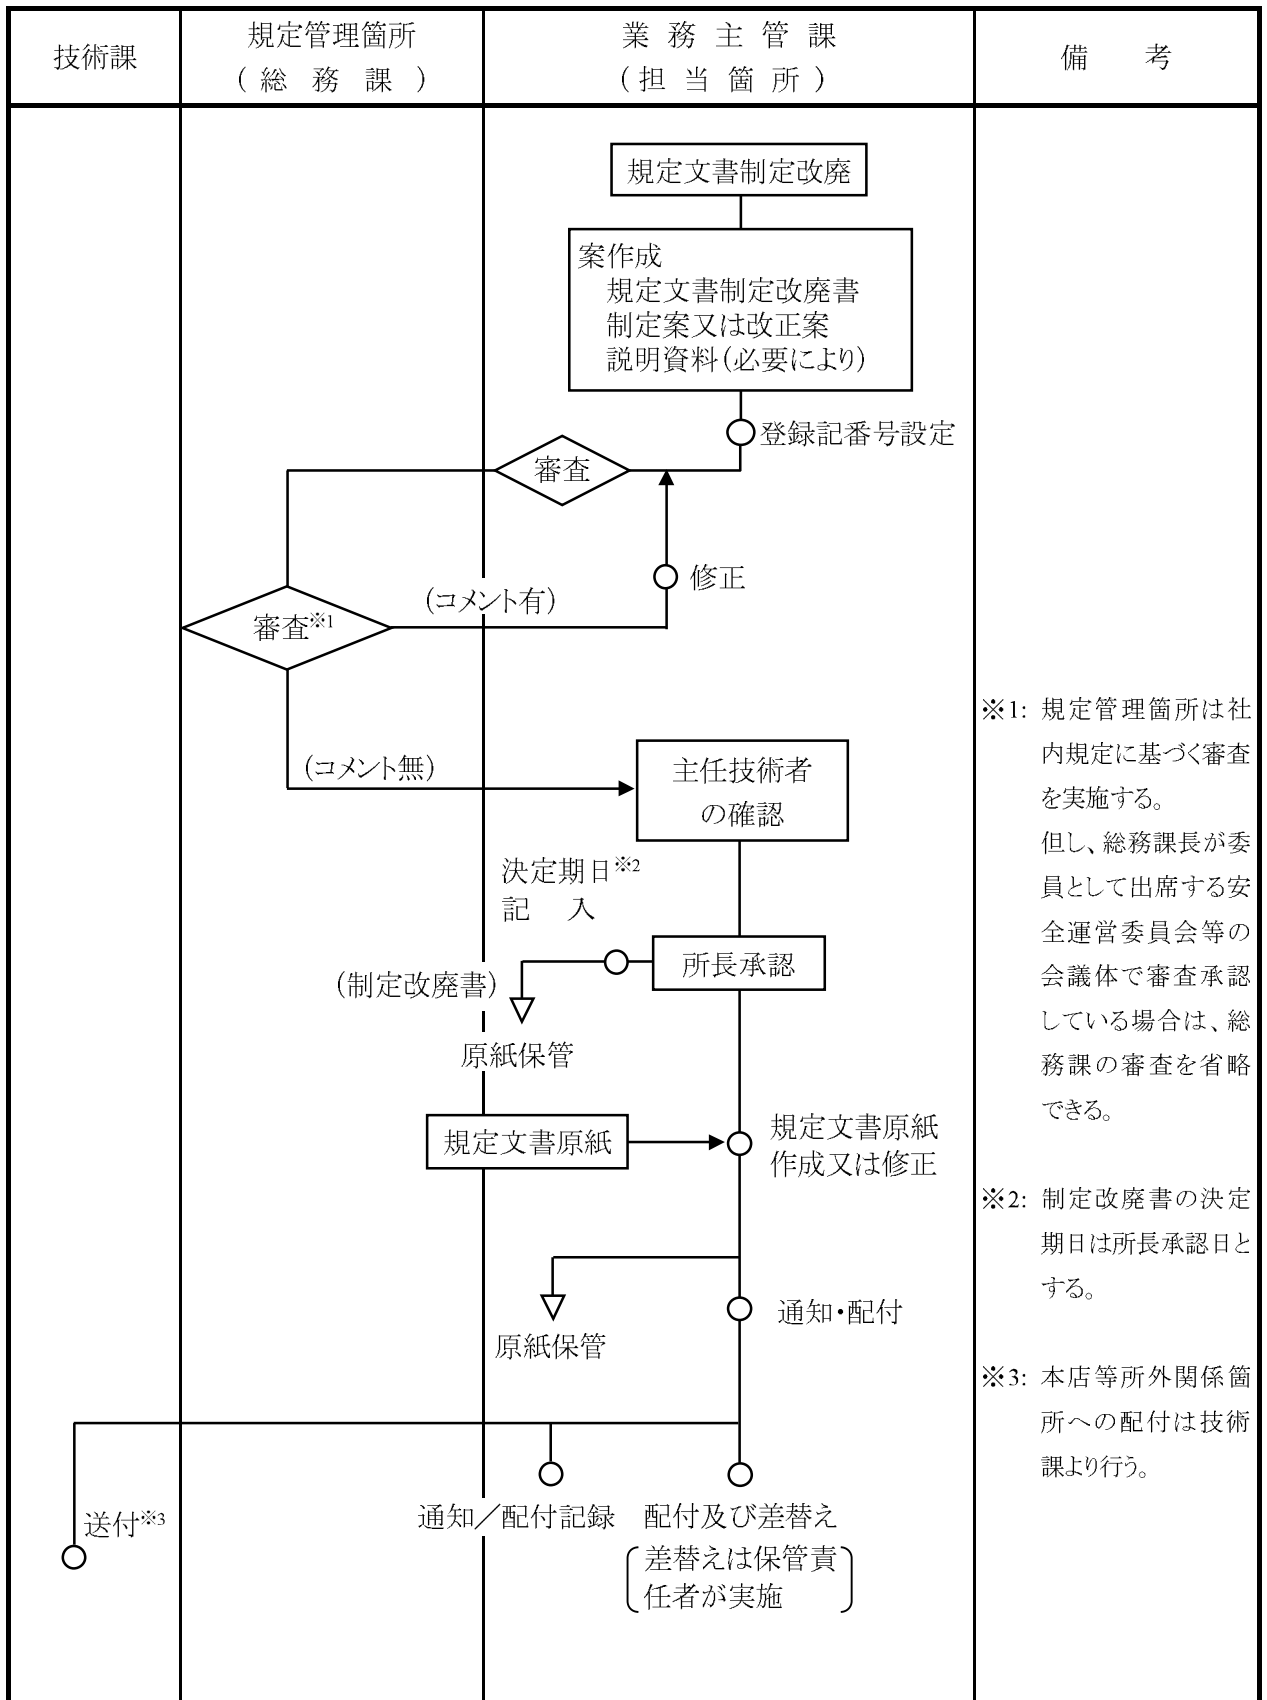 技術課
規定管理箇所
(総務課)
業務主管課
(担当箇所)
備考
規定文書制定改廃
案作成
規定文書制定改廃書
制定案又は改正案
説明資料(必要により)
登録記番号設定
審査
修正
(コメント有)
審査※1
(コメント無)
主任技術者
の確認
決定期日※2
記入
所長承認
(制定改廃書)
原紙保管
規定文書原紙
規定文書原紙
作成又は修正
通知・配付
原紙保管
送付※3
通知／配付記録
配付及び差替え
差替えは保管責
任者が実施
※1: 規定管理箇所は社
内規定に基づく審査
を実施する。
但し、総務課長が委
員として出席する安
全運営委員会等の
会議体で審査承認
している場合は、総
務課の審査を省略
できる。
※2: 制定改廃書の決定
期日は所長承認日と
する。
※3: 本店等所外関係箇
所への配付は技術
課より行う。